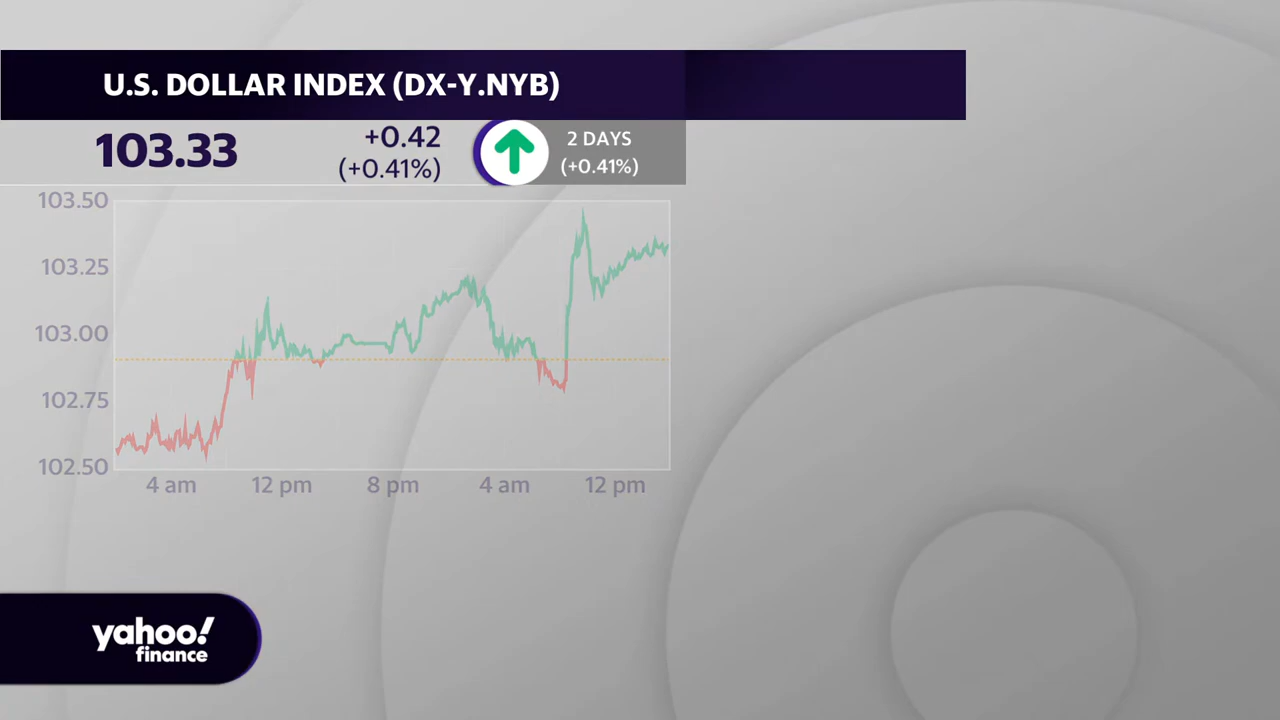 U.S. DOLLAR INDEX (DX-Y.NYB)
103.33
+0.42
(+0.41%)
2 DAYS
(+0.41%)
103.50
103.25
103.00
102.75
102.50
4 am 12 pm 8 pm 4 am 12 pm
yahoo!
finance